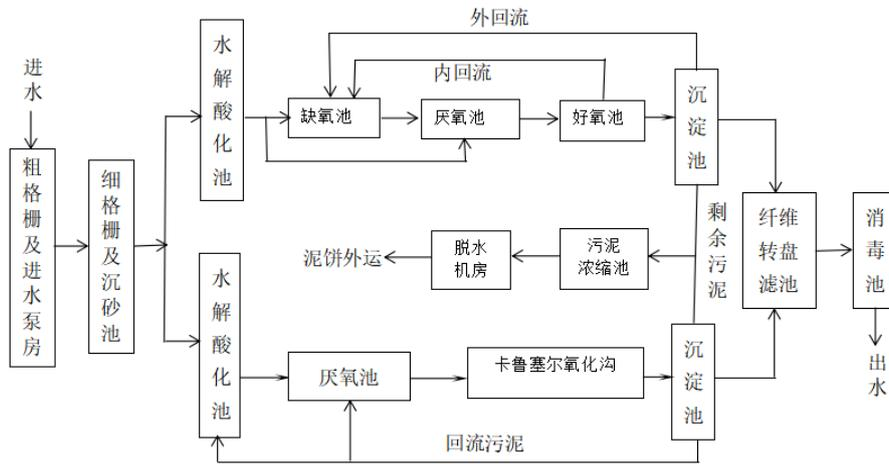 进水
粗格栅及进水泵房
细格栅及沉砂池
水解酸化池
外回流
内回流
缺氧池
厌氧池
好氧池
沉淀池
剩余污泥
泥饼外运
脱水
机房
污泥
浓缩池
水解酸化池
厌氧池
卡鲁塞尔氧化沟
沉淀池
回流污泥
纤维
转盘
滤池
消毒池
出水